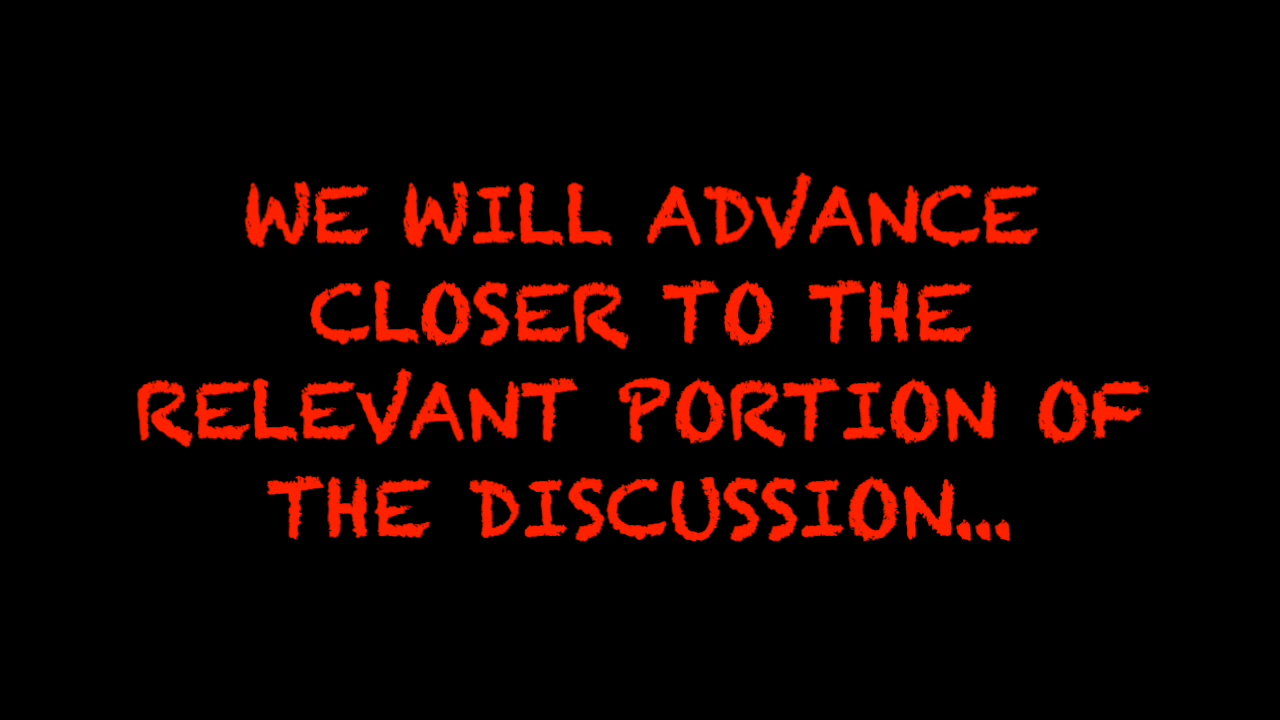 WE WILL ADVANCE
CLOSER TO THE
RELEVANT PORTION OF
THE DISCUSSION...